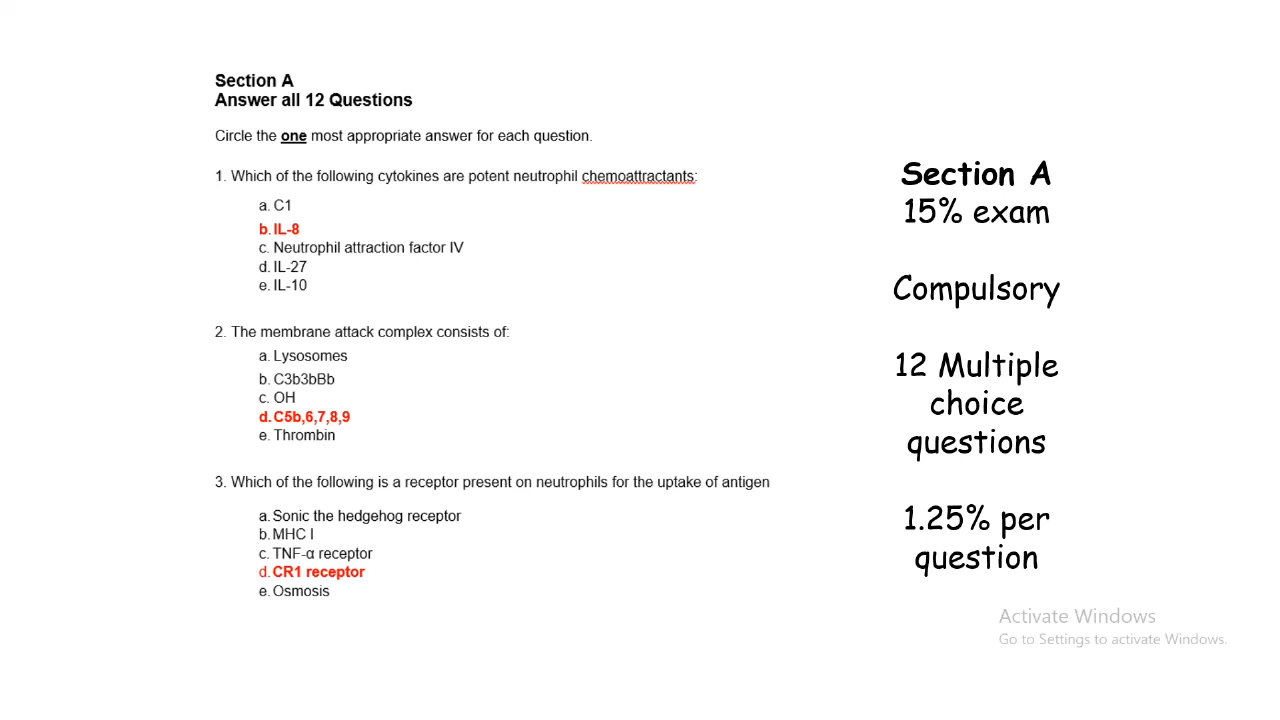 Section A
Answer all 12 Questions
Circle the one most appropriate answer for each question.
1. Which of the following cytokines are potent neutrophil chemoattractants:
a. C1
b. IL-8
c. Neutrophil attraction factor IV
d. IL-27
e. IL-10
2. The membrane attack complex consists of:
a. Lysosomes
b. C3b3bBb
c. OH
d. C5b,6,7,8,9
e. Thrombin
3. Which of the following is a receptor present on neutrophils for the uptake of antigen
a. Sonic the hedgehog receptor
b. MHC I
c. TNF-α receptor
d. CR1 receptor
e. Osmosis
Section A
15% exam
Compulsory
12 Multiple
choice
questions
1.25% per
question
Activate Windows
Go to Settings to activate Windows.